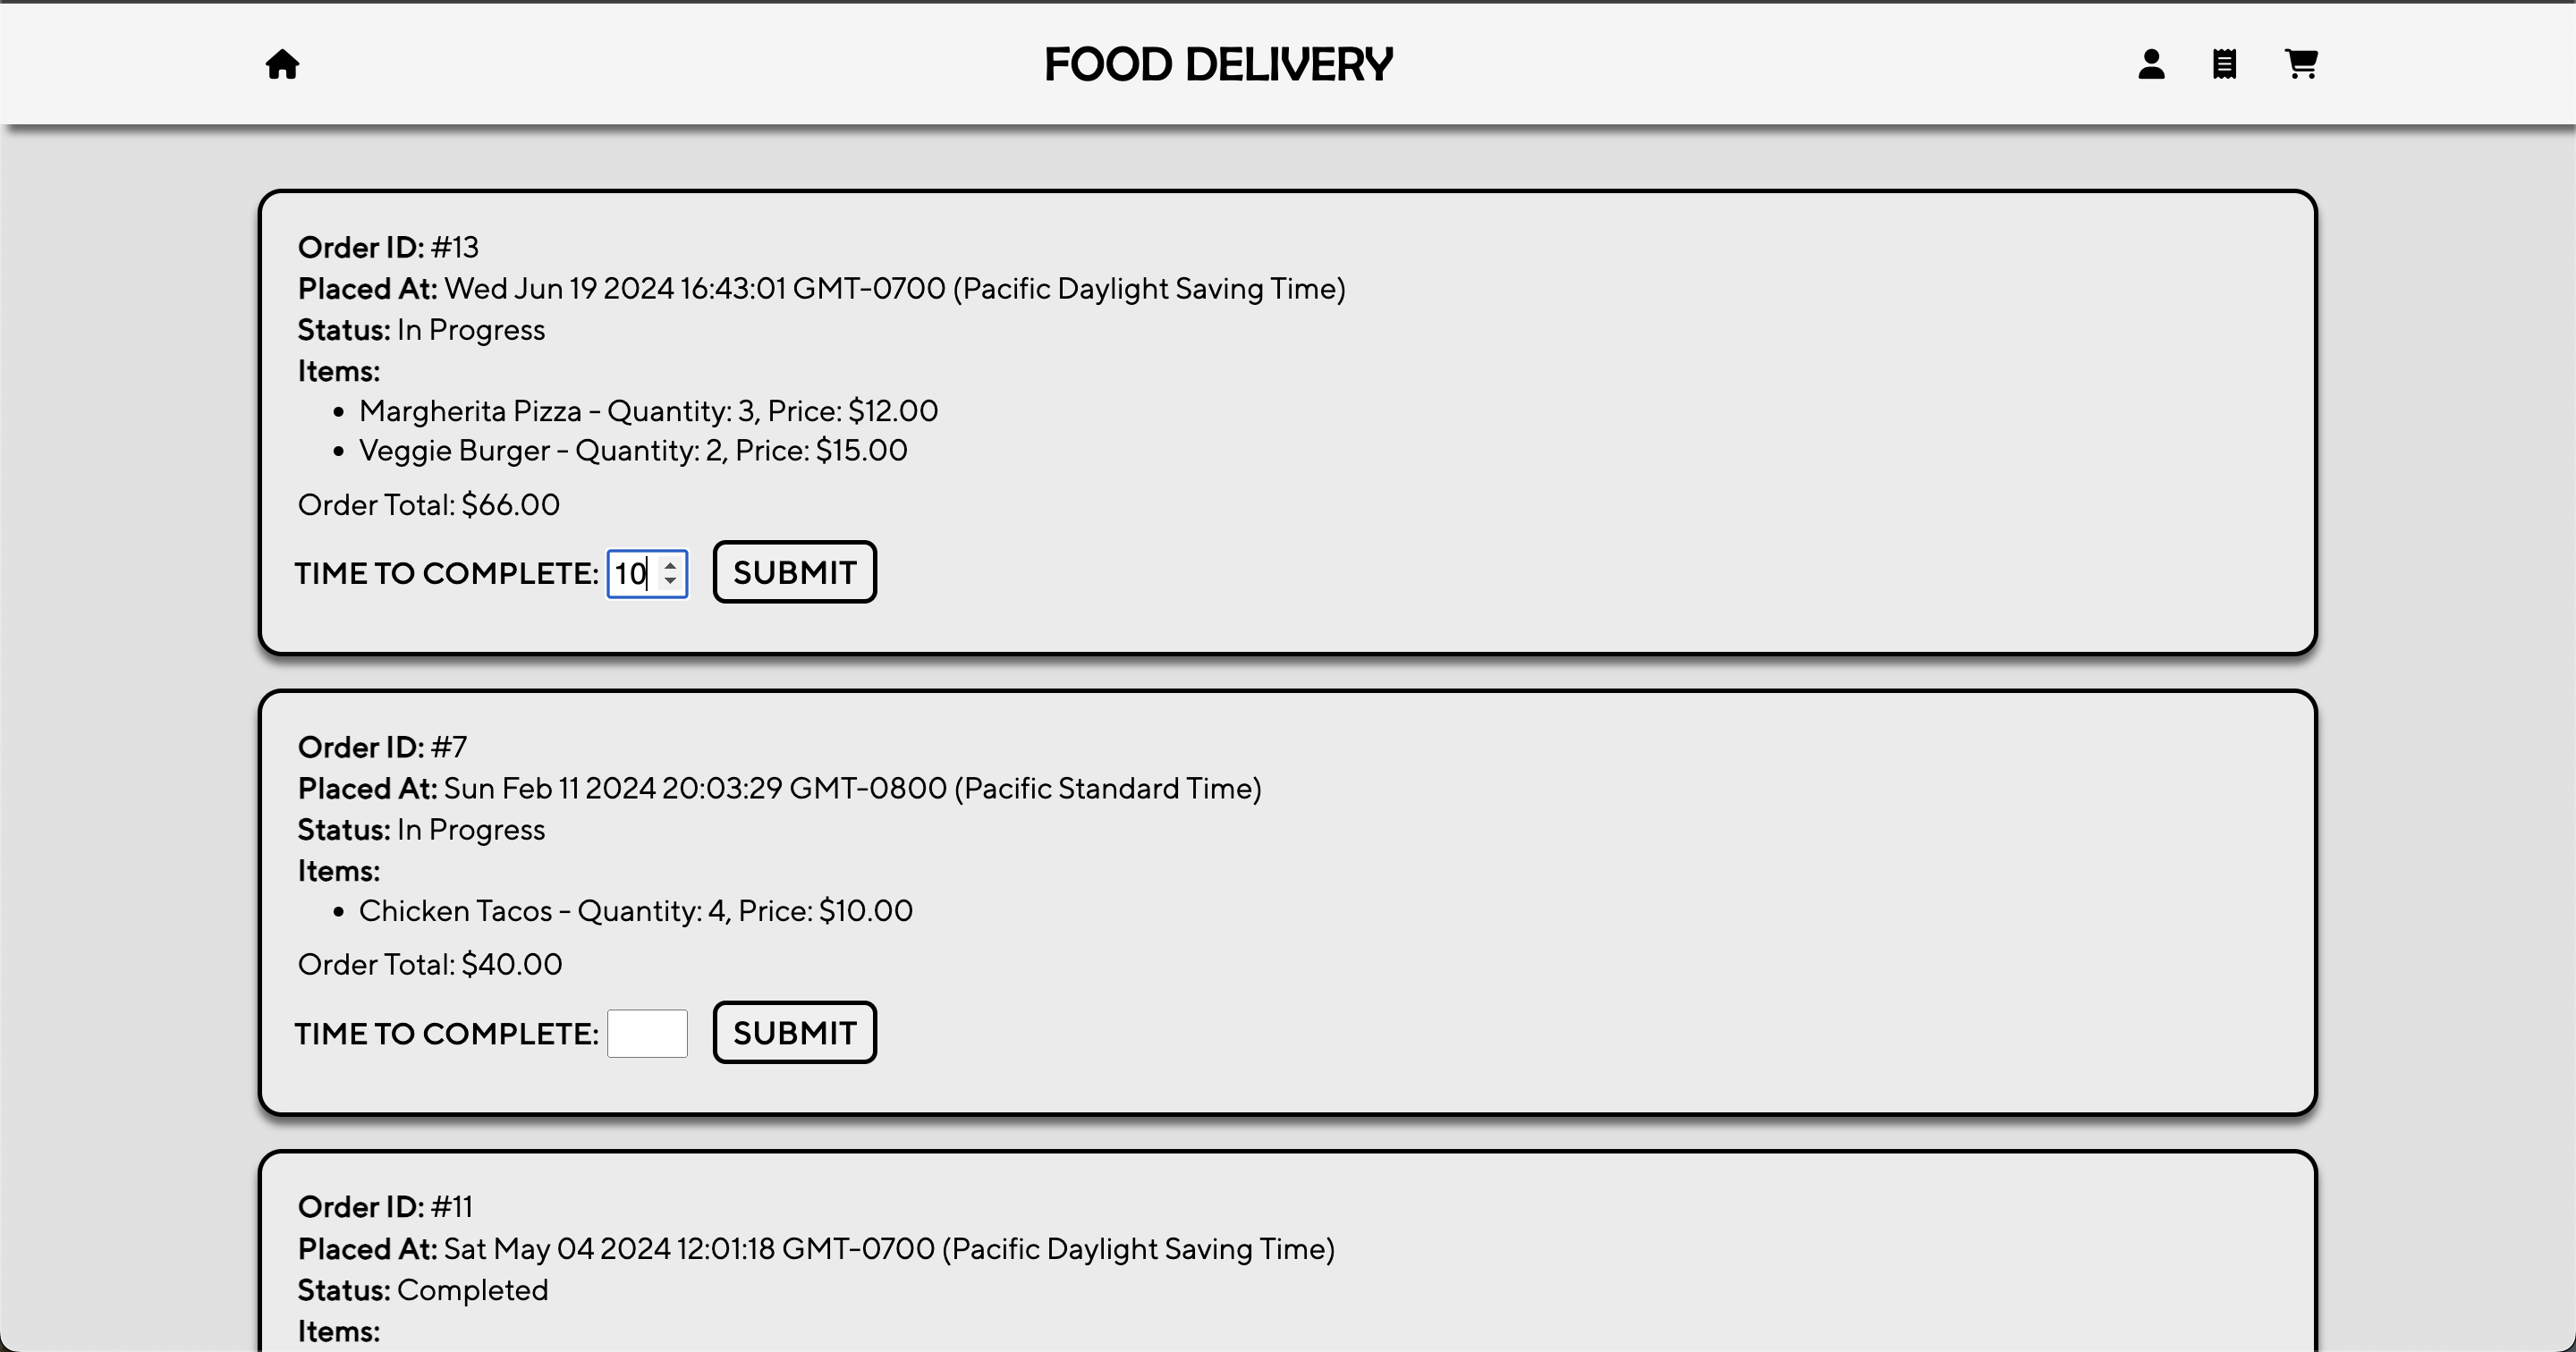 FOOD DELIVERY
Order ID: #13
Placed At: Wed Jun 19 2024 16:43:01 GMT-0700 (Pacific Daylight Saving Time)
Status: In Progress
Items:
• Margherita Pizza - Quantity: 3, Price: $12.00
• Veggie Burger - Quantity: 2, Price: $15.00
Order Total: $66.00
TIME TO COMPLETE: 10 SUBMIT
Order ID: #7
Placed At: Sun Feb 11 2024 20:03:29 GMT-0800 (Pacific Standard Time)
Status: In Progress
Items:
• Chicken Tacos - Quantity: 4, Price: $10.00
Order Total: $40.00
TIME TO COMPLETE: SUBMIT
Order ID: #11
Placed At: Sat May 04 2024 12:01:18 GMT-0700 (Pacific Daylight Saving Time)
Status: Completed
Items: